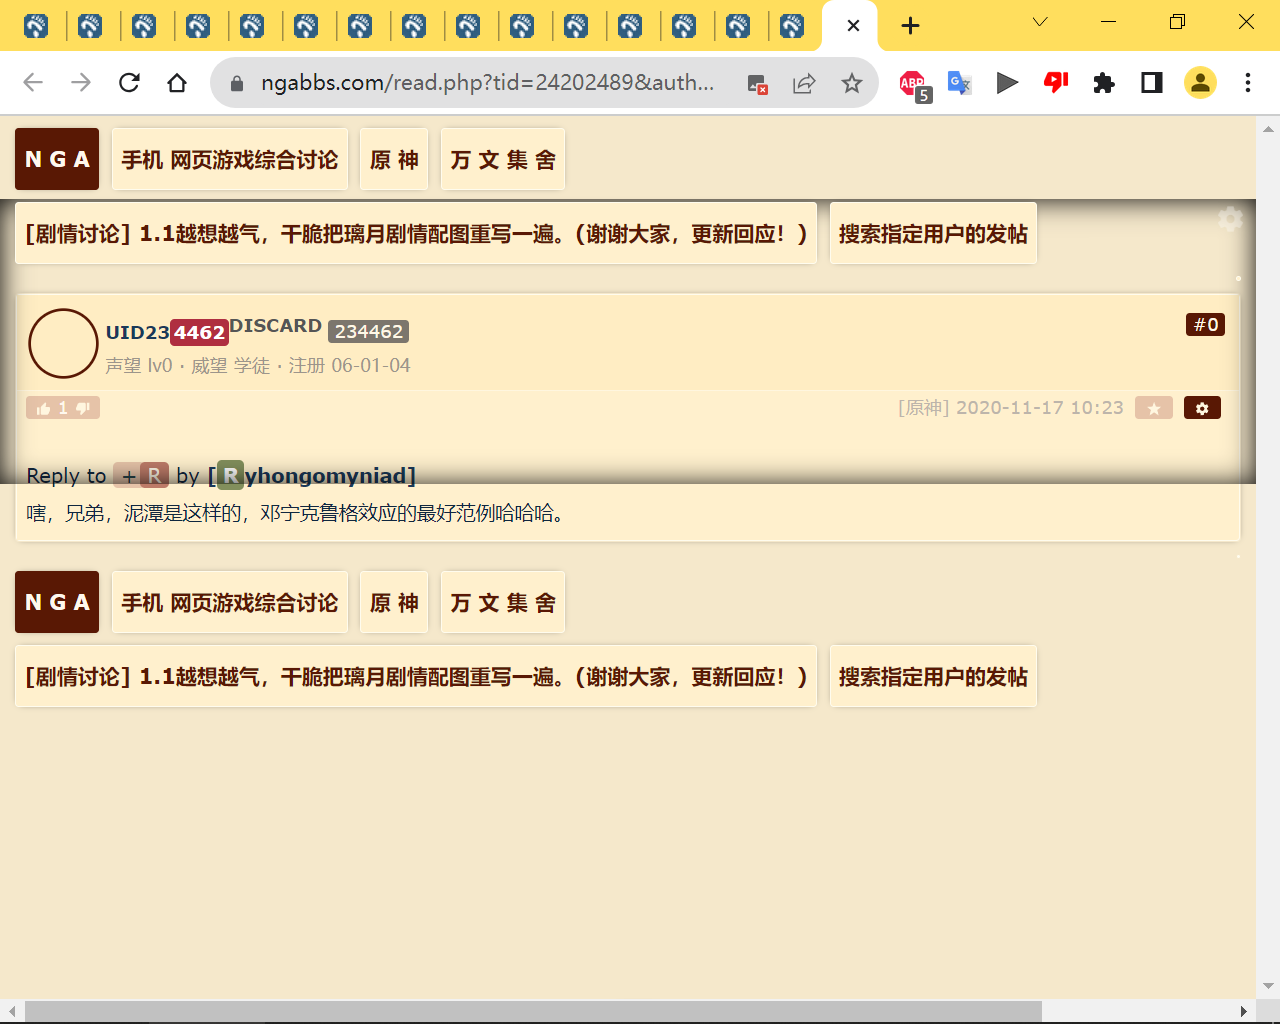 ngabbs.com/read.php?tid=24202489&auth...
ABP
5
N G A
手机 网页游戏综合讨论
原 神
万 文 集 舍
[剧情讨论] 1.1越想越气，干脆把璃月剧情配图重写一遍。(谢谢大家，更新回应！)
搜索指定用户的发帖
UID234462DISCARD 234462
#0
声望 lv0 · 威望 学徒 · 注册 06-01-04
1
[原神] 2020-11-17 10:23
Reply to +R by [Ryhongomyniad]
嗐，兄弟，泥潭是这样的，邓宁克鲁格效应的最好范例哈哈哈。
N G A
手机 网页游戏综合讨论
原 神
万 文 集 舍
[剧情讨论] 1.1越想越气，干脆把璃月剧情配图重写一遍。(谢谢大家，更新回应！)
搜索指定用户的发帖